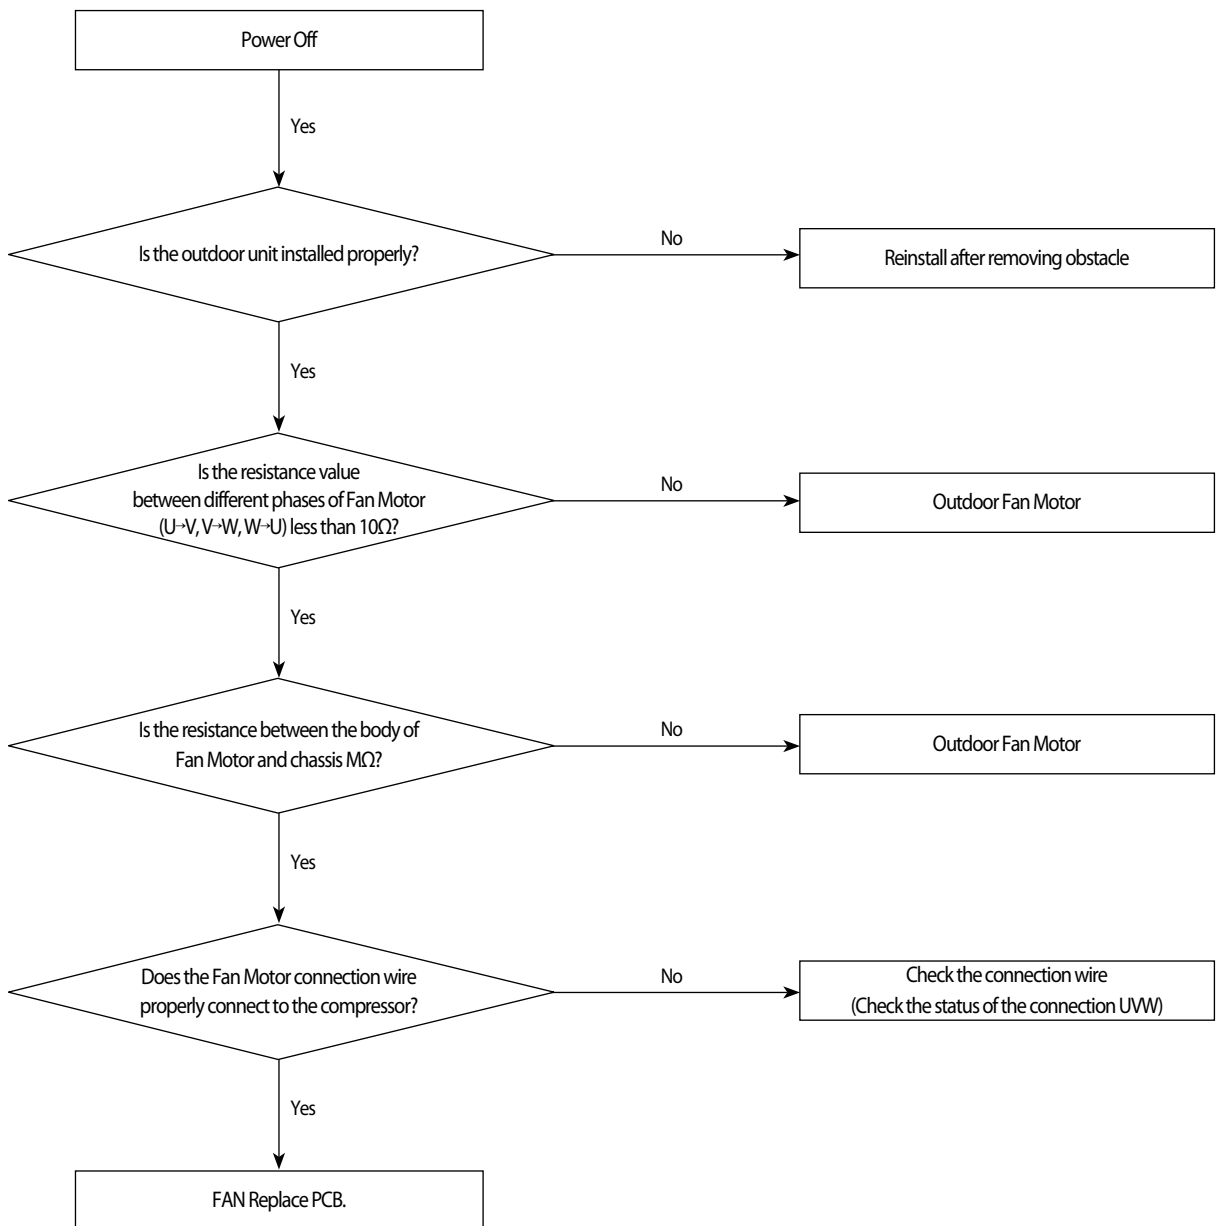 Power Off
Yes
Is the outdoor unit installed properly?
No
Reinstall after removing obstacle
Yes
Is the resistance value
between different phases of Fan Motor
(U→V, V→W, W→U) less than 10Ω?
No
Outdoor Fan Motor
Yes
Is the resistance between the body of
Fan Motor and chassis MΩ?
No
Outdoor Fan Motor
Yes
Does the Fan Motor connection wire
properly connect to the compressor?
No
Check the connection wire
(Check the status of the connection UVW)
Yes
FAN Replace PCB.